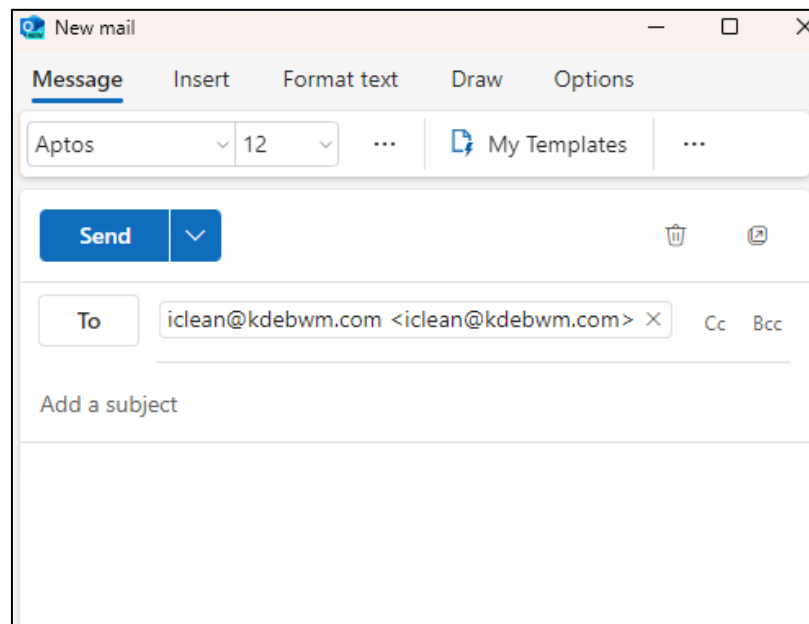 New mail
Message Insert Format text Draw Options
Aptos 12 ... My Templates ...
Send
To iclean@kdebwm.com <iclean@kdebwm.com> Cc Bcc
Add a subject